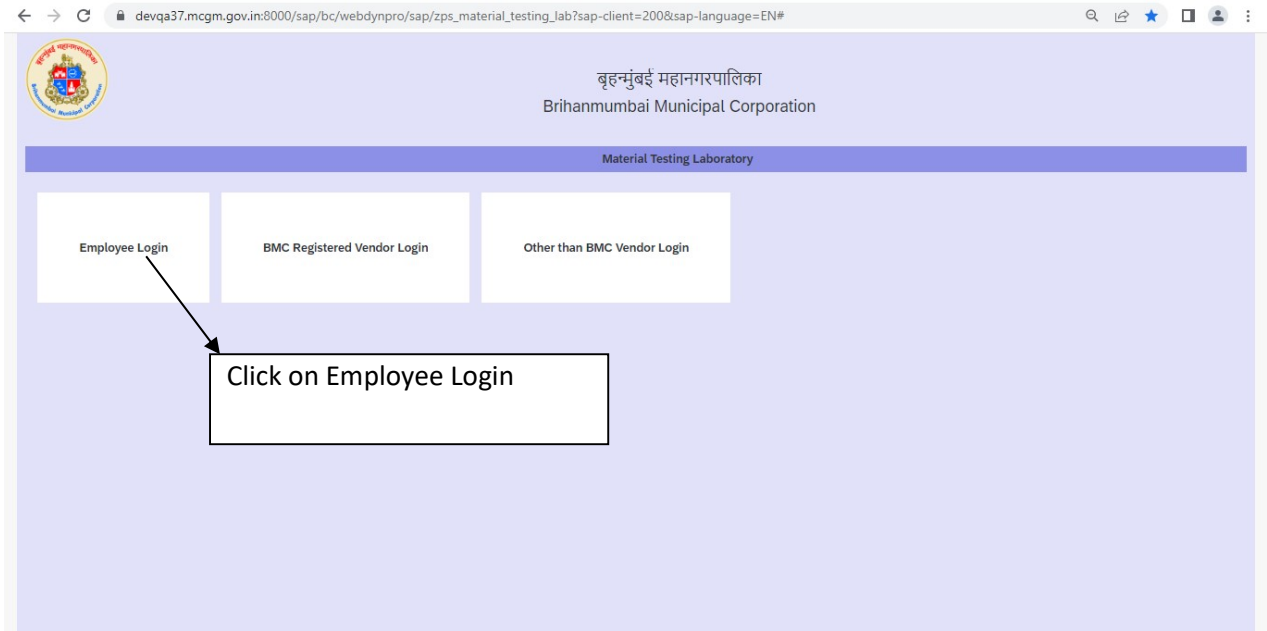 devqa37.mcgm.gov.in:8000/sap/bc/webdynpro/sap/zps_material_testing_lab?sap-client=200&sap-language=EN#
बृहन्मुंबई महानगरपालिका
Brihanmumbai Municipal Corporation
Material Testing Laboratory
Employee Login
BMC Registered Vendor Login
Other than BMC Vendor Login
Click on Employee Login